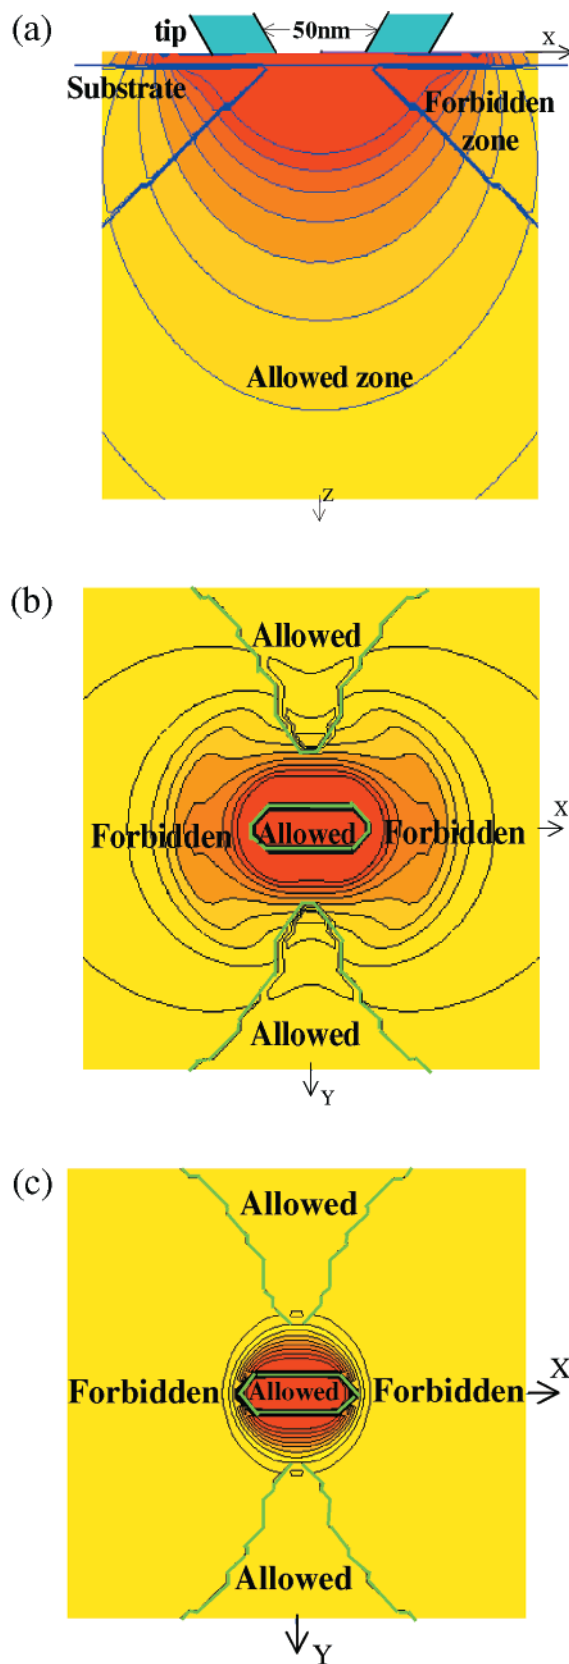 (a)
tip
50nm
X
Substrate
Forbidden
zone
Allowed zone
Z
(b)
Allowed
X
Forbidden
Allowed
Forbidden
Allowed
Y
(c)
Allowed
X
Forbidden
Allowed
Forbidden
Allowed
Y